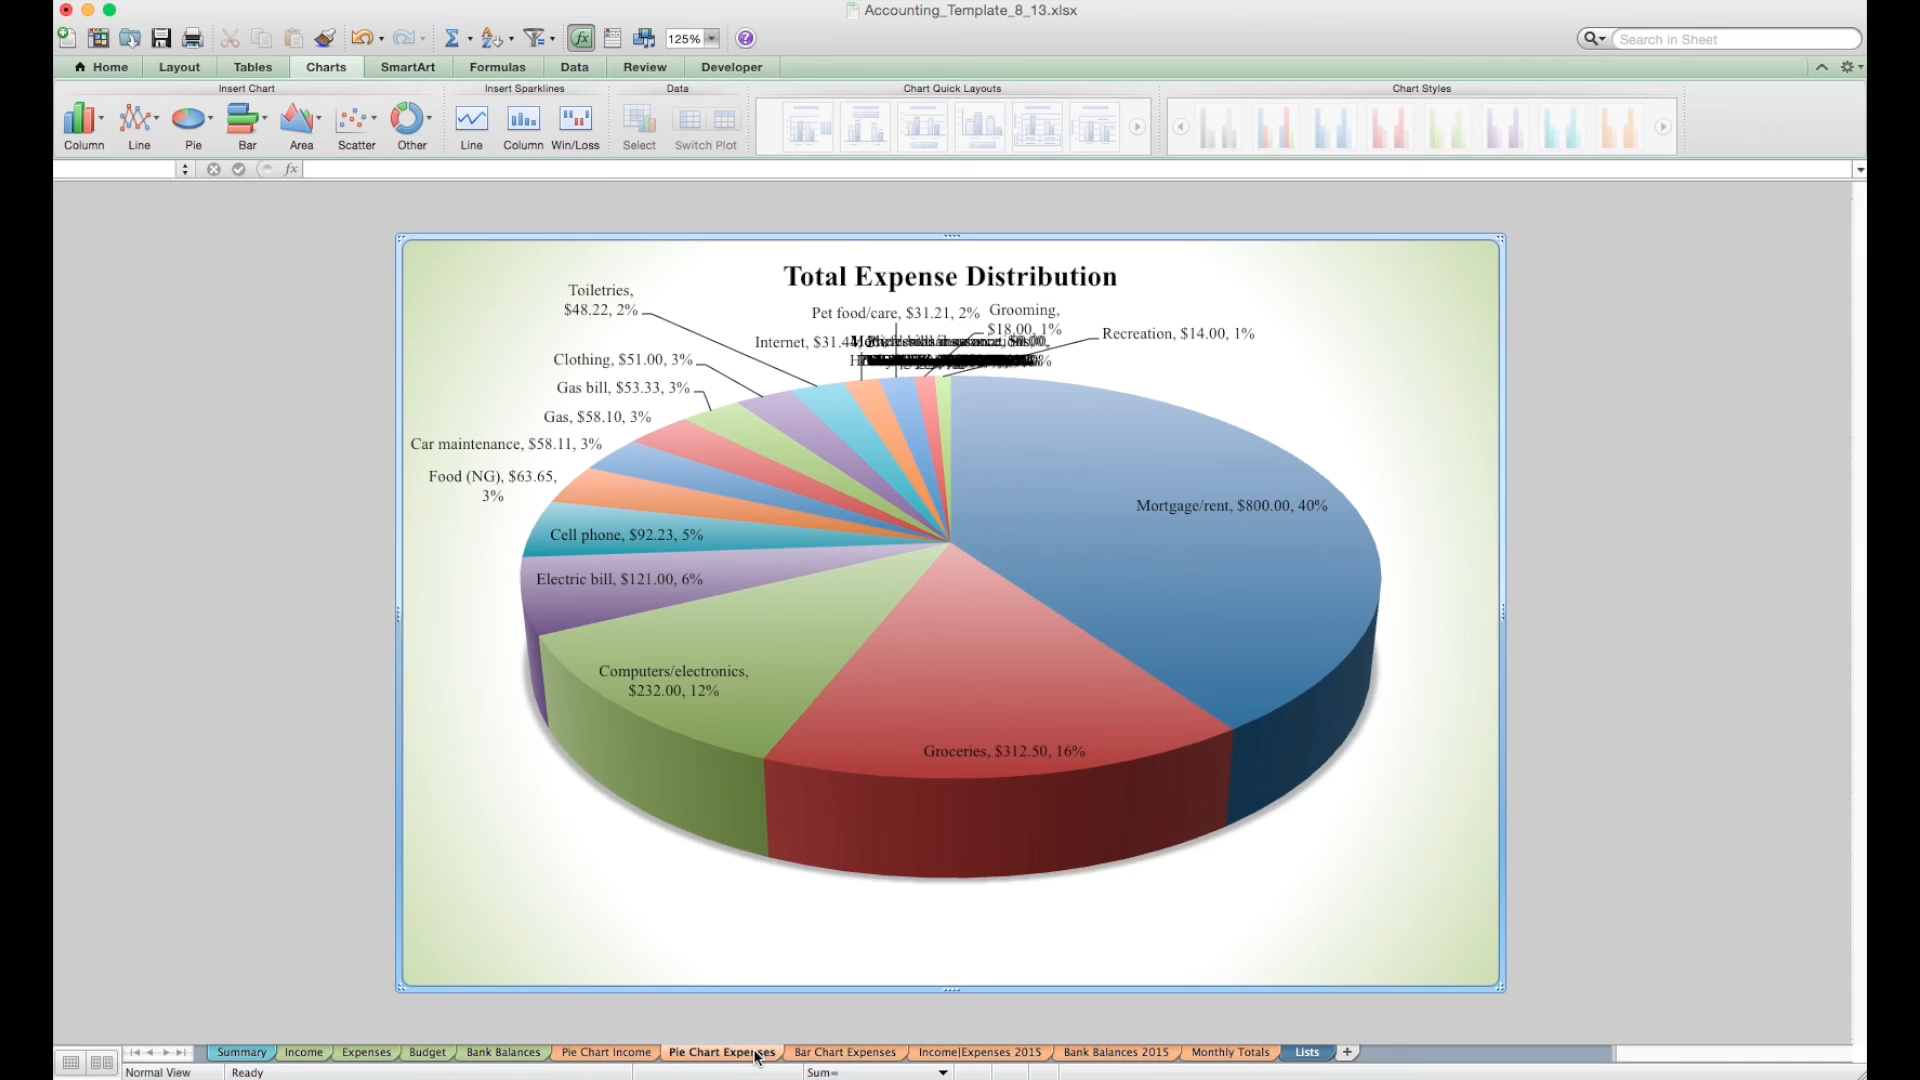 Accounting_Template_8_13.xlsx
125%
Search in Sheet
Home Layout Tables Charts SmartArt Formulas Data Review Developer
Insert Chart Insert Sparklines Data Chart Quick Layouts Chart Styles
Column Line Pie Bar Area Scatter Other Line Column Win/Loss Select Switch Plot
fx
Total Expense Distribution
Toiletries,
$48.22, 2%
Pet food/care, $31.21, 2%
Grooming,
$18.00, 1%
Recreation, $14.00, 1%
Internet, $31.44
Clothing, $51.00, 3%
Gas bill, $53.33, 3%
Gas, $58.10, 3%
Car maintenance, $58.11, 3%
Food (NG), $63.65,
3%
Mortgage/rent, $800.00, 40%
Cell phone, $92.23, 5%
Electric bill, $121.00, 6%
Computers/electronics,
$232.00, 12%
Groceries, $312.50, 16%
Summary Income Expenses Budget Bank Balances Pie Chart Income Pie Chart Expenses Bar Chart Expenses Income|Expenses 2015 Bank Balances 2015 Monthly Totals Lists
Normal View Ready Sum=